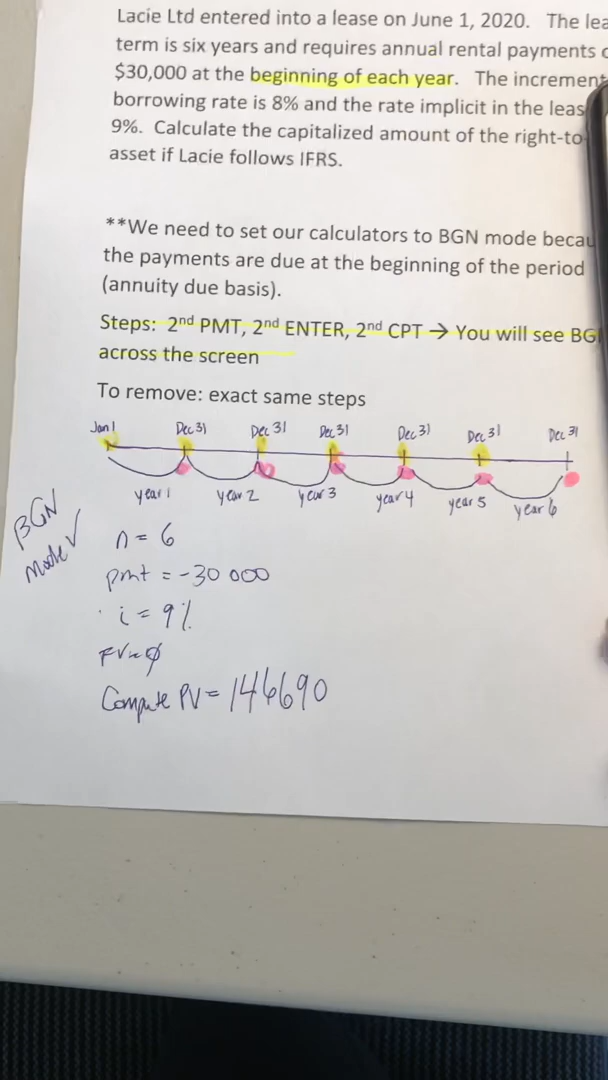 Lacie Ltd entered into a lease on June 1, 2020. The lea
term is six years and requires annual rental payments o
$30,000 at the beginning of each year. The increment
borrowing rate is 8% and the rate implicit in the leas
9%. Calculate the capitalized amount of the right-to
asset if Lacie follows IFRS.
**We need to set our calculators to BGN mode becau
the payments are due at the beginning of the period
(annuity due basis).
Steps: 2nd PMT, 2nd ENTER, 2nd CPT → You will see BG
across the screen
To remove: exact same steps
Jan 1 Dec 31 Dec 31 Dec 31 Dec 31 Dec 31 Dec 31
year 1 year 2 year 3 year 4 year 5 year 6
BGN
mode ✓
n = 6
pmt = -30 000
i = 9%
FV = ∅
Compute PV = 146690